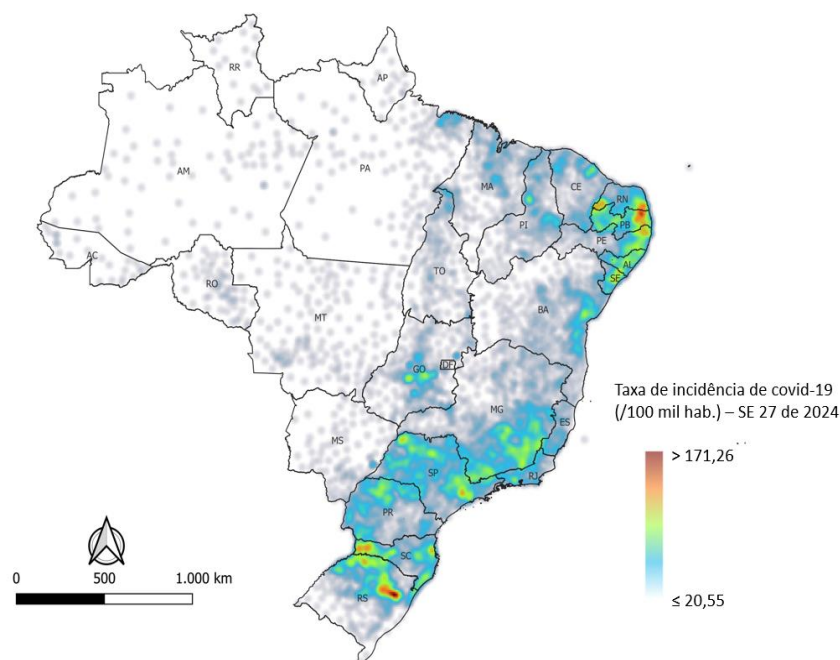 RR
AP
AM
PA
MA
CE
RN
PB
PE
PI
AL
SE
AC
TO
RO
BA
MT
GO
DF
MG
MS
ES
SP
RJ
PR
SC
RS
Taxa de incidência de covid-19
(/100 mil hab.) – SE 27 de 2024
> 171,26
≤ 20,55
0 500 1.000 km